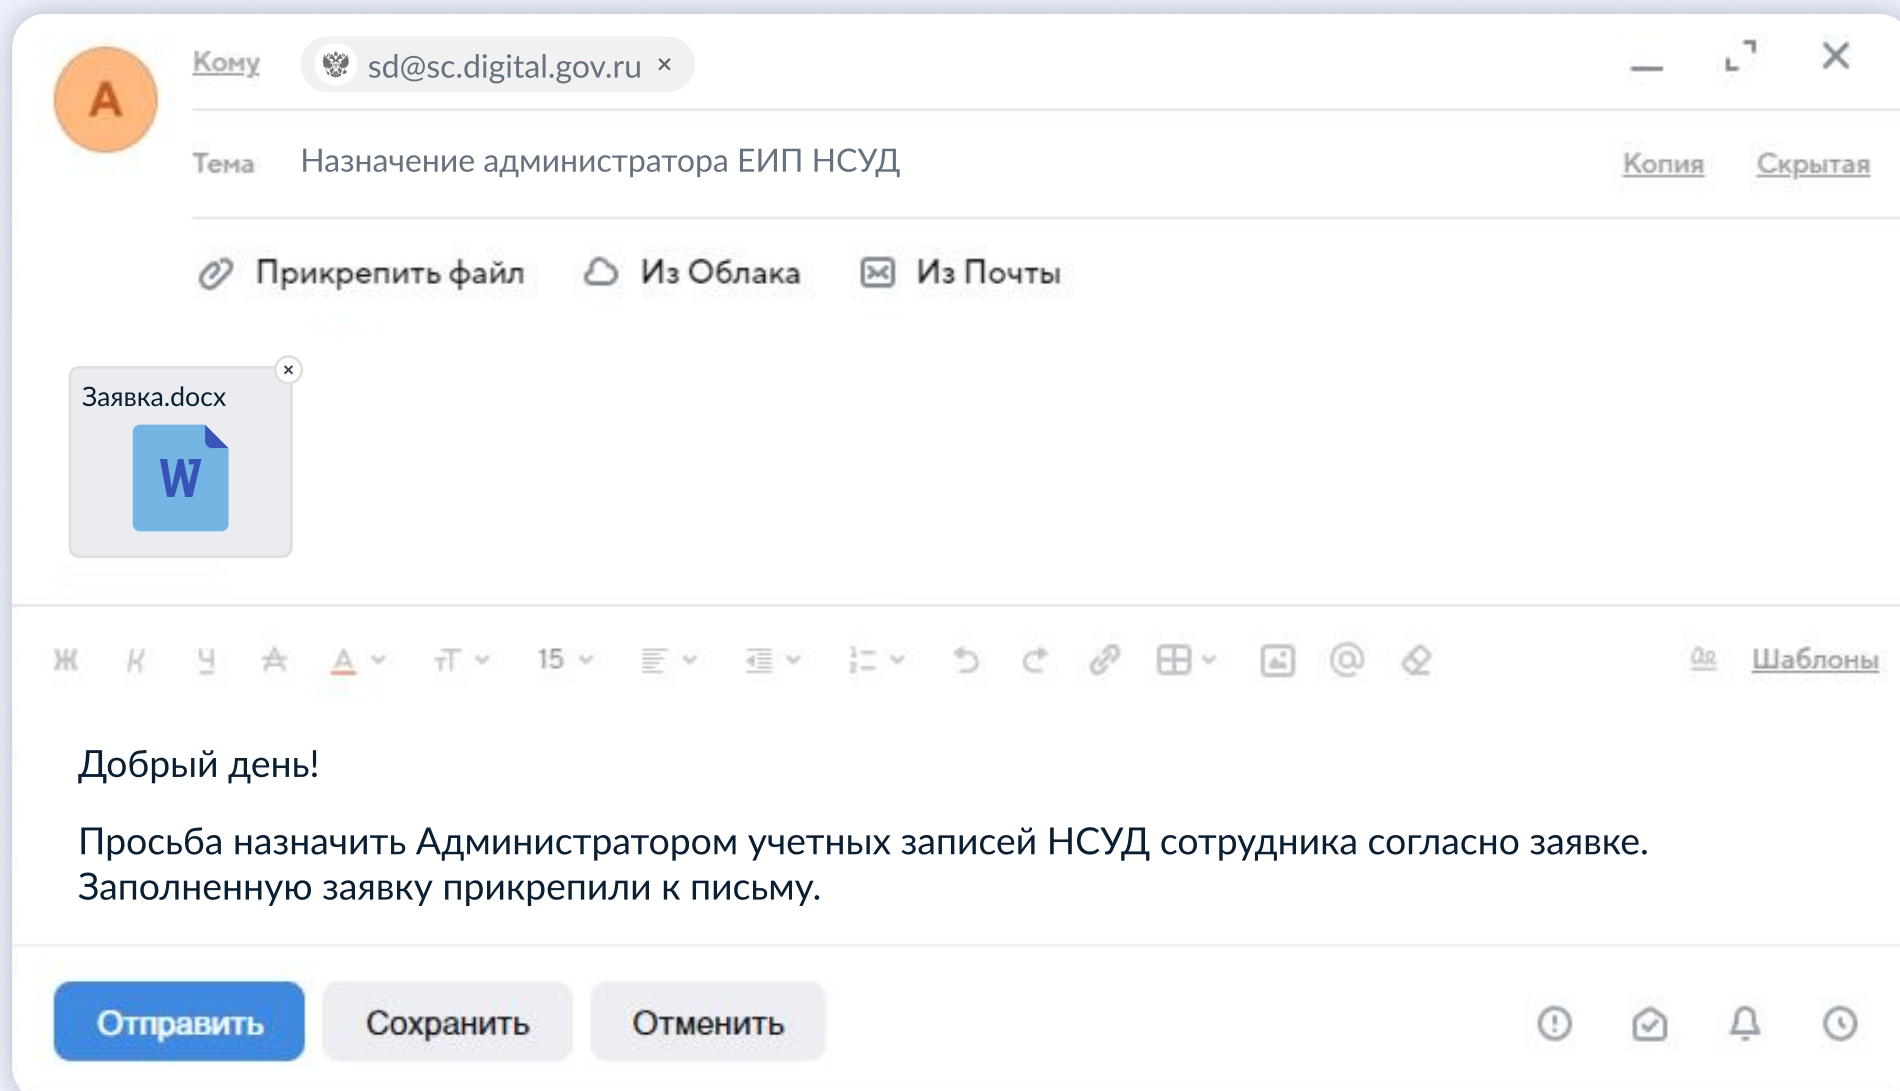 А
Кому sd@sc.digital.gov.ru ×
Тема Назначение администратора ЕИП НСУД Копия Скрытая
Прикрепить файл Из Облака Из Почты
Заявка.docx
W
Ж К Ч А А тТ 15 Шаблоны
Добрый день!
Просьба назначить Администратором учетных записей НСУД сотрудника согласно заявке.
Заполненную заявку прикрепили к письму.
Отправить Сохранить Отменить